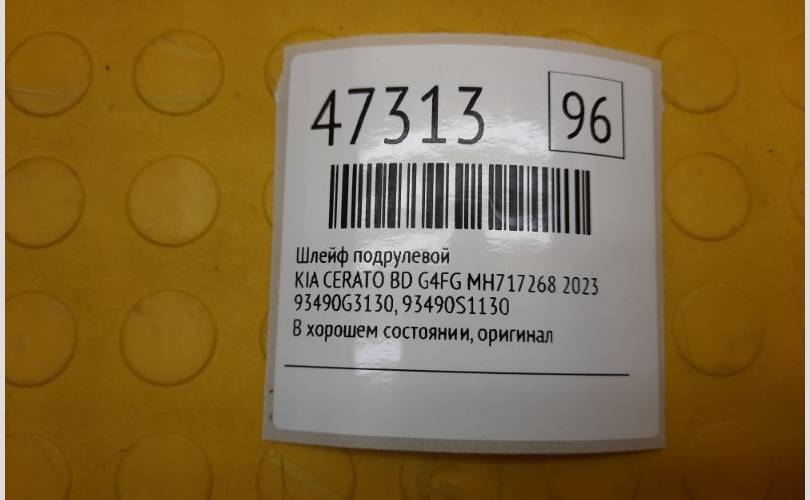 47313
96
Шлейф подрулевой
KIA CERATO BD G4FG MH717268 2023
93490G3130, 93490S1130
В хорошем состоянии, оригинал